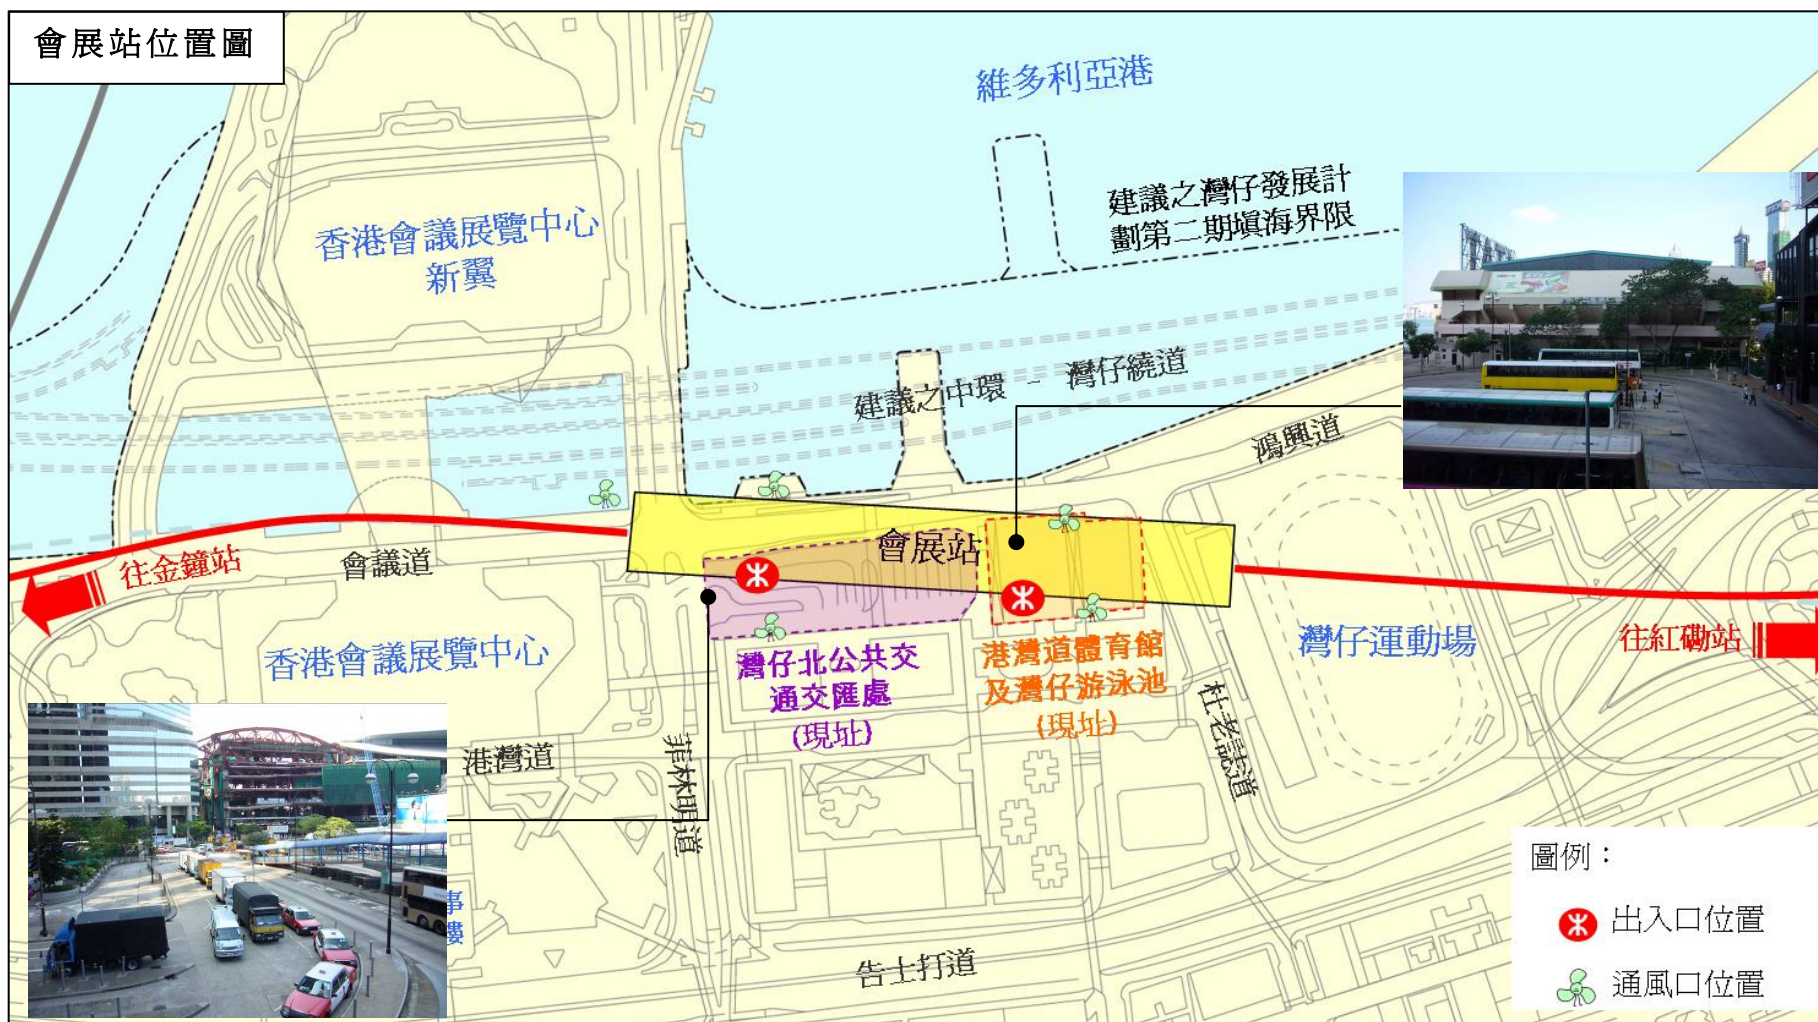 會展站位置圖
維多利亞港
建議之灣仔發展計
劃第二期填海界限
香港會議展覽中心
新翼
建議之中環 - 灣仔繞道
鴻興道
會展站
往金鐘站
會議道
香港會議展覽中心
灣仔北公共交
通交匯處
(現址)
港灣道體育館
及灣仔游泳池
(現址)
灣仔運動場
往紅磡站
杜老誌道
港灣道
菲林明道
事
樓
告士打道
圖例：
出入口位置
通風口位置